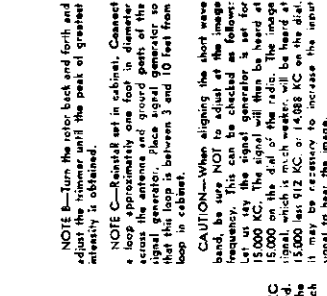 NOTE B—Turn the rotor back and forth and
adjust the trimmer until the peak of greatest
intensity is obtained.
NOTE C—Reinstall set in cabinet. Connect
a loop approximately one foot in diameter
across the antenna and ground posts of the
signal generator. Place signal generator so
that this loop is between 3 and 10 feet from
loop in cabinet.
CAUTION—When aligning the short wave
band, be sure NOT to adjust at the image
frequency. This can be checked as follows:
Let us say the signal generator is set for
15,000 KC. The signal will then be heard at
15,000 on the dial of the radio. The image
signal, which is much weaker, will be heard at
15,000 less 912 KC, or 14,088 KC on the dial.
It may be necessary to increase the input
signal to hear the image.
KC
d.
he
ch